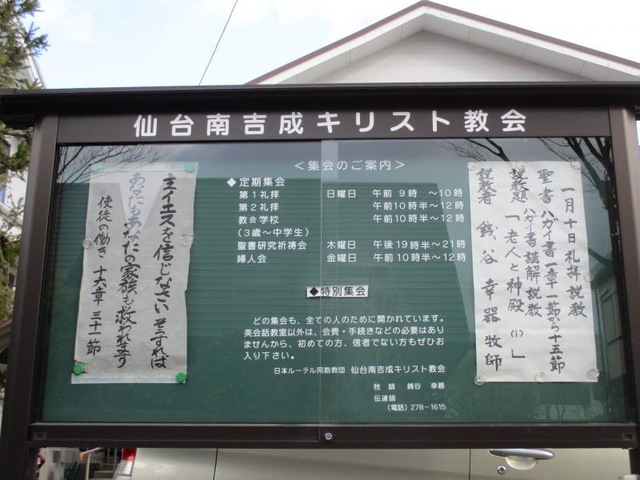 仙台南吉成キリスト教会
<集会のご案内>
◆定期集会
第1礼拝 日曜日 午前 9時 〜10時
第2礼拝 午前10時半〜12時
教会学校 午前10時半〜12時
(3歳〜中学生)
聖書研究祈祷会 木曜日 午後19時半〜21時
婦人会 金曜日 午前10時半〜12時
◆特別集会
どの集会も、全ての人のために開かれています。
英会話教室以外は、会費・手続きなどの必要はあり
ませんから、初めての方、信者でない方もぜひお
入り下さい。
日本ルーテル同胞教団 仙台南吉成キリスト教会
牧師 銭谷 幸器
伝道師
(電話) 278-1615
一月十日礼拝説教
聖書 ハガイ書一章一節から十五節
ハガイ書講解説教
説教題「老人と神殿 (1)」
説教者 銭谷幸器牧師
主イエスを信じなさい そうすれば
あなたもあなたの家族も救われます
使徒の働き 十六章 三十一節